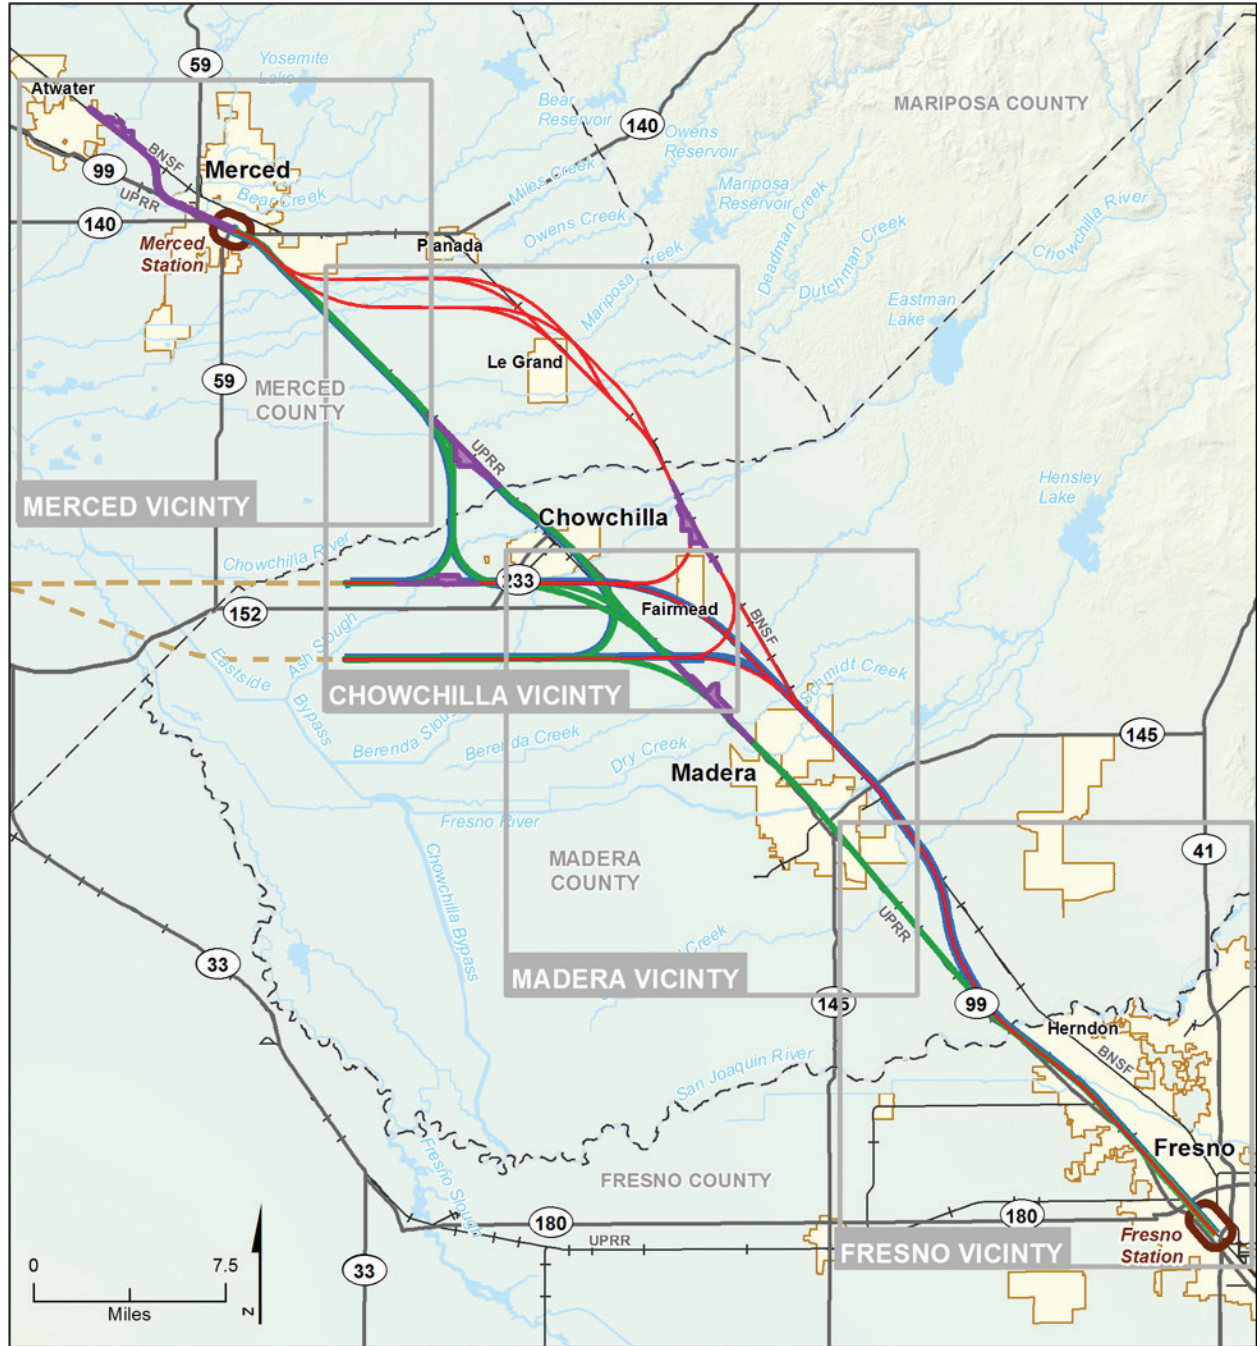 59
Yosemite
Lake
Atwater
Bear
Reservoir
MARIPOSA COUNTY
140
Owens
Reservoir
BNSF
99
Merced
Miles Creek
Mariposa
Reservoir
Deadman Creek
UPRR
Bear Creek
Chowchilla River
140
Owens Creek
Dutchman Creek
Merced
Station
Planada
Mariposa Creek
Eastman
Lake
Le Grand
59
MERCED
COUNTY
UPRR
Hensley
Lake
MERCED VICINTY
Chowchilla
Chowchilla River
233
152
Fairmead
BNSF
Ash Slough
Eastside
Bypass
Schmidt Creek
CHOWCHILLA VICINTY
Berenda Slou
Berenda Creek
Dry Creek
145
Madera
Fresno River
MADERA
COUNTY
41
Chowchilla Bypass
UPRR
Creek
33
MADERA VICINTY
145
99
Herndon
BNSF
San Joaquin River
Fresno
Fresno Slough
FRESNO COUNTY
180
180
Fresno
Station
UPRR
FRESNO VICINTY
33
0
7.5
Miles
N